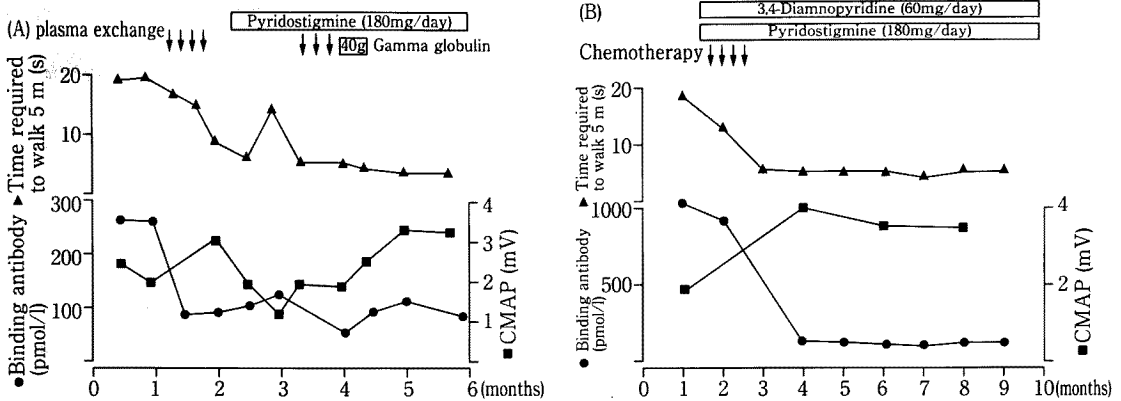 (A) plasma exchange
Pyridostigmine (180mg/day)
40g Gamma globulin
▲ Time required
to walk 5 m (s)
20
10
● Binding antibody
(pmol/l)
300
200
100
4
3
2
1
■ CMAP (mV)
0 1 2 3 4 5 6 (months)
(B)
3,4-Diamnopyridine (60mg/day)
Pyridostigmine (180mg/day)
Chemotherapy
▲ Time required
to walk 5 m (s)
20
10
● Binding antibody
(pmol/l)
1000
500
4
2
■ CMAP (mV)
0 1 2 3 4 5 6 7 8 9 10 (months)